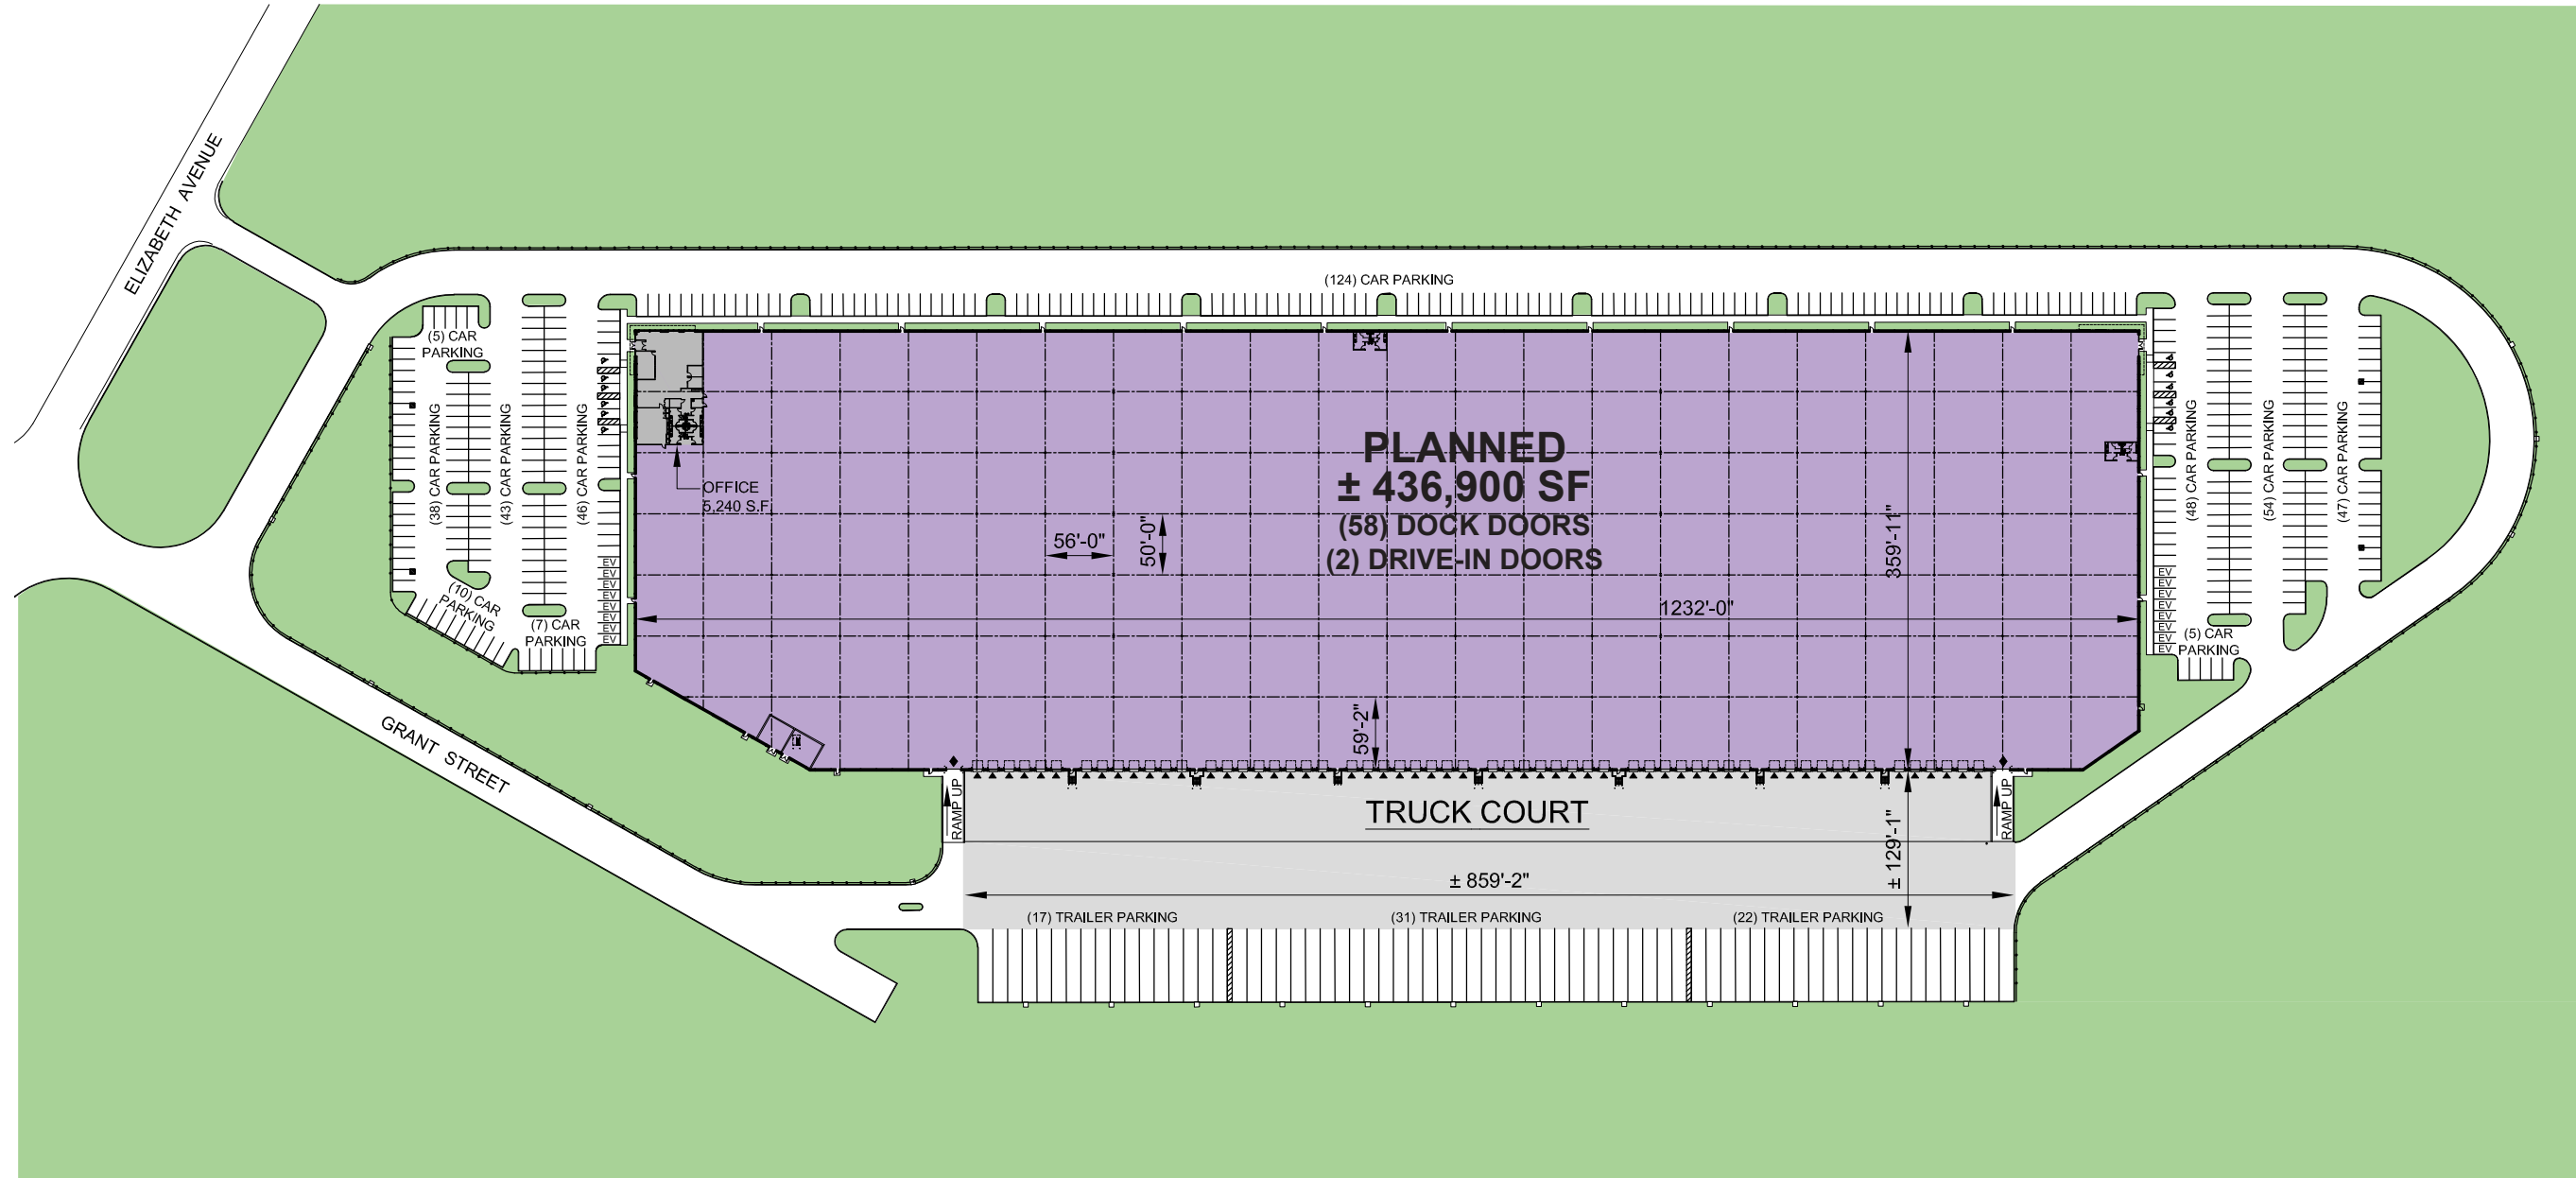 ELIZABETH AVENUE
(124) CAR PARKING
(5) CAR
PARKING
(38) CAR PARKING
(43) CAR PARKING
(46) CAR PARKING
(10) CAR
PARKING
(7) CAR
PARKING
EV
EV
EV
EV
EV
EV
EV
EV
OFFICE
5,240 S.F.
PLANNED
± 436,900 SF
(58) DOCK DOORS
(2) DRIVE-IN DOORS
56'-0"
50'-0"
359'-11"
1232'-0"
59'-2"
(48) CAR PARKING
(54) CAR PARKING
(47) CAR PARKING
EV
EV
EV
EV
EV
EV
EV
EV
(5) CAR
PARKING
GRANT STREET
RAMP UP
TRUCK COURT
RAMP UP
± 129'-1"
± 859'-2"
(17) TRAILER PARKING
(31) TRAILER PARKING
(22) TRAILER PARKING